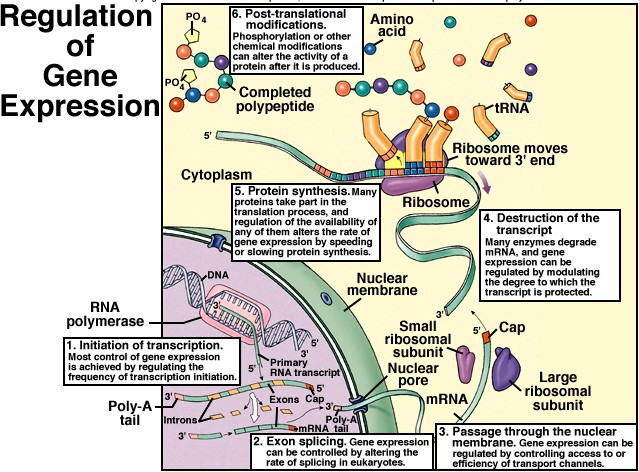 Regulation
of
Gene
Expression
PO4
PO4
6. Post-translational
modifications.
Phosphorylation or other
chemical modifications
can alter the activity of a
protein after it is produced.
Amino
acid
Completed
polypeptide
tRNA
5'
Ribosome moves
toward 3' end
Cytoplasm
Ribosome
5. Protein synthesis. Many
proteins take part in the
translation process, and
regulation of the availability of
any of them alters the rate of
gene expression by speeding
or slowing protein synthesis.
4. Destruction of the
transcript
Many enzymes degrade
mRNA, and gene
expression can be
regulated by modulating
the degree to which the
transcript is protected.
DNA
Nuclear
membrane
RNA
polymerase
3'
3'
3'
5'
Cap
Small
ribosomal
subunit
1. Initiation of transcription.
Most control of gene expression
is achieved by regulating the
frequency of transcription initiation.
Primary
RNA transcript
5'
Nuclear
pore
Large
ribosomal
subunit
3'
5'
Cap
Exons
Poly-A
tail
Introns
3'
Poly-A
tail
mRNA
3'
mRNA
2. Exon splicing. Gene expression
can be controlled by altering the
rate of splicing in eukaryotes.
3. Passage through the nuclear
membrane. Gene expression can be
regulated by controlling access to or
efficiency of transport channels.